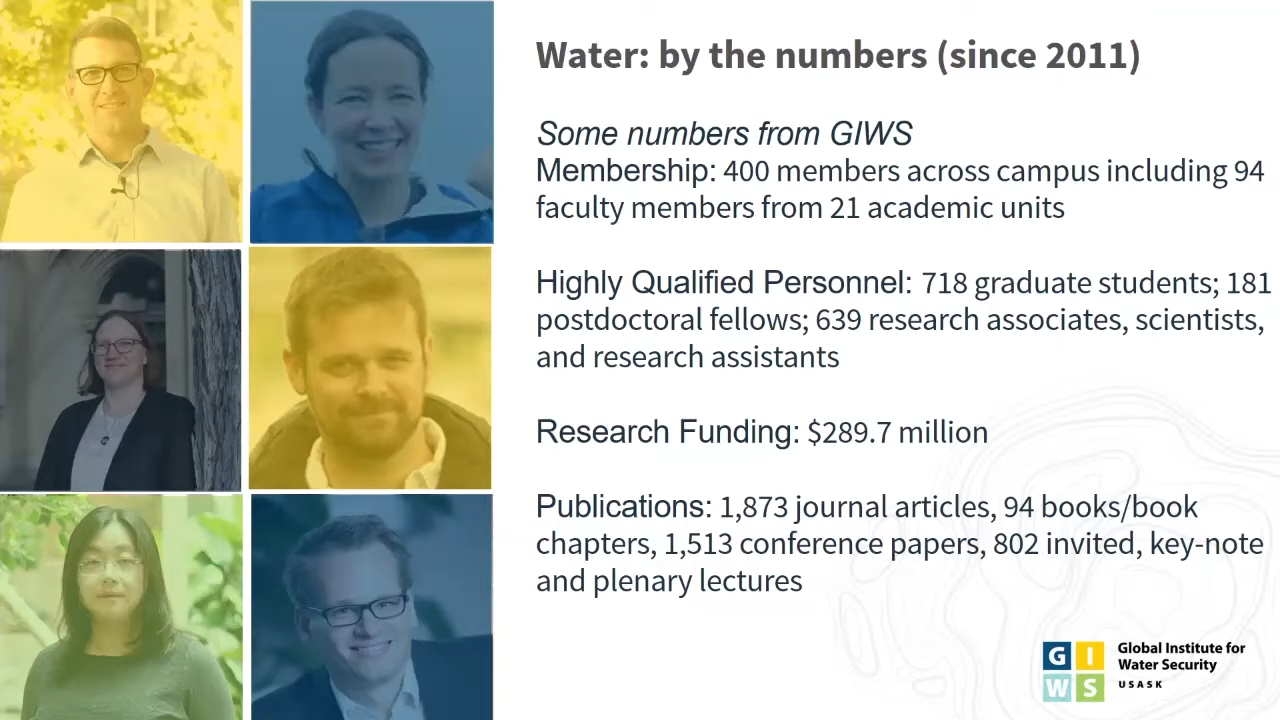 Water: by the numbers (since 2011)
Some numbers from GIWS
Membership: 400 members across campus including 94
faculty members from 21 academic units
Highly Qualified Personnel: 718 graduate students; 181
postdoctoral fellows; 639 research associates, scientists,
and research assistants
Research Funding: $289.7 million
Publications: 1,873 journal articles, 94 books/book
chapters, 1,513 conference papers, 802 invited, key-note
and plenary lectures
GI
WS
Global Institute for
Water Security
USASK